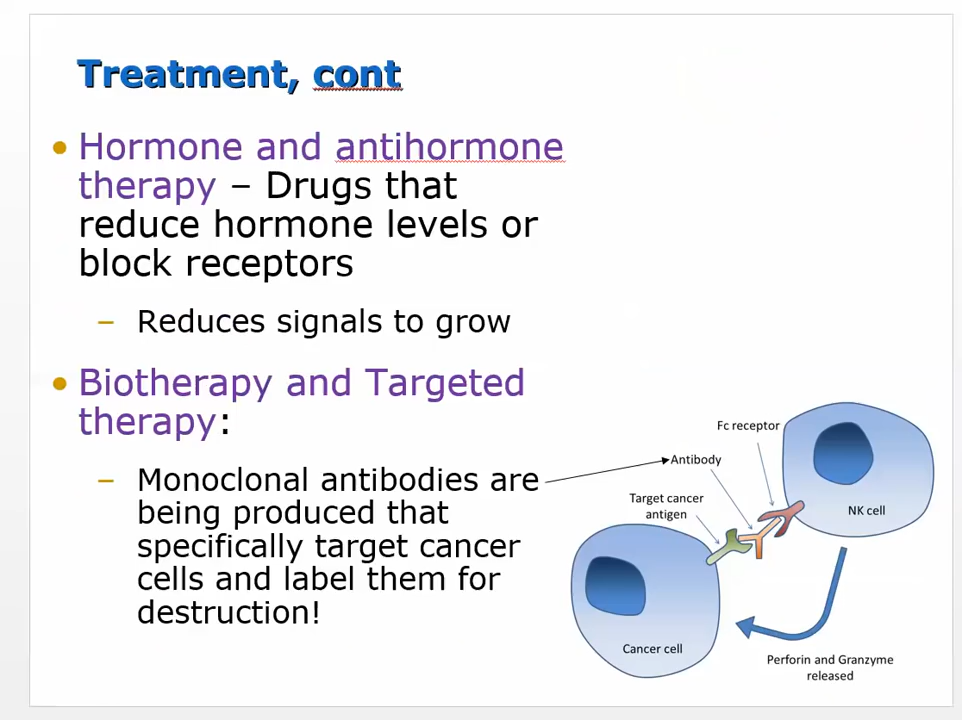 Treatment, cont
• Hormone and antihormone
therapy – Drugs that
reduce hormone levels or
block receptors
– Reduces signals to grow
• Biotherapy and Targeted
therapy:
– Monoclonal antibodies are
being produced that
specifically target cancer
cells and label them for
destruction!
Fc receptor
Antibody
Target cancer
antigen
NK cell
Cancer cell
Perforin and Granzyme
released